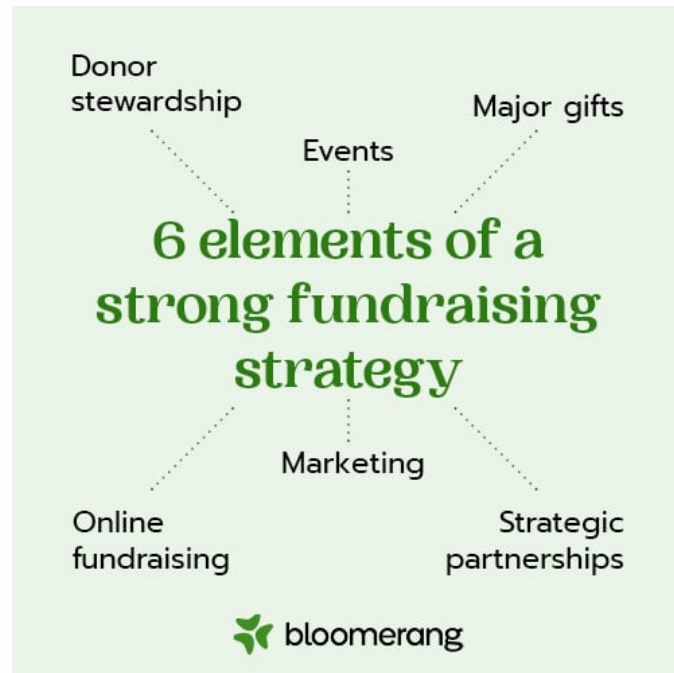 Donor
stewardship
Major gifts
Events
6 elements of a
strong fundraising
strategy
Marketing
Online
fundraising
Strategic
partnerships
bloomerang